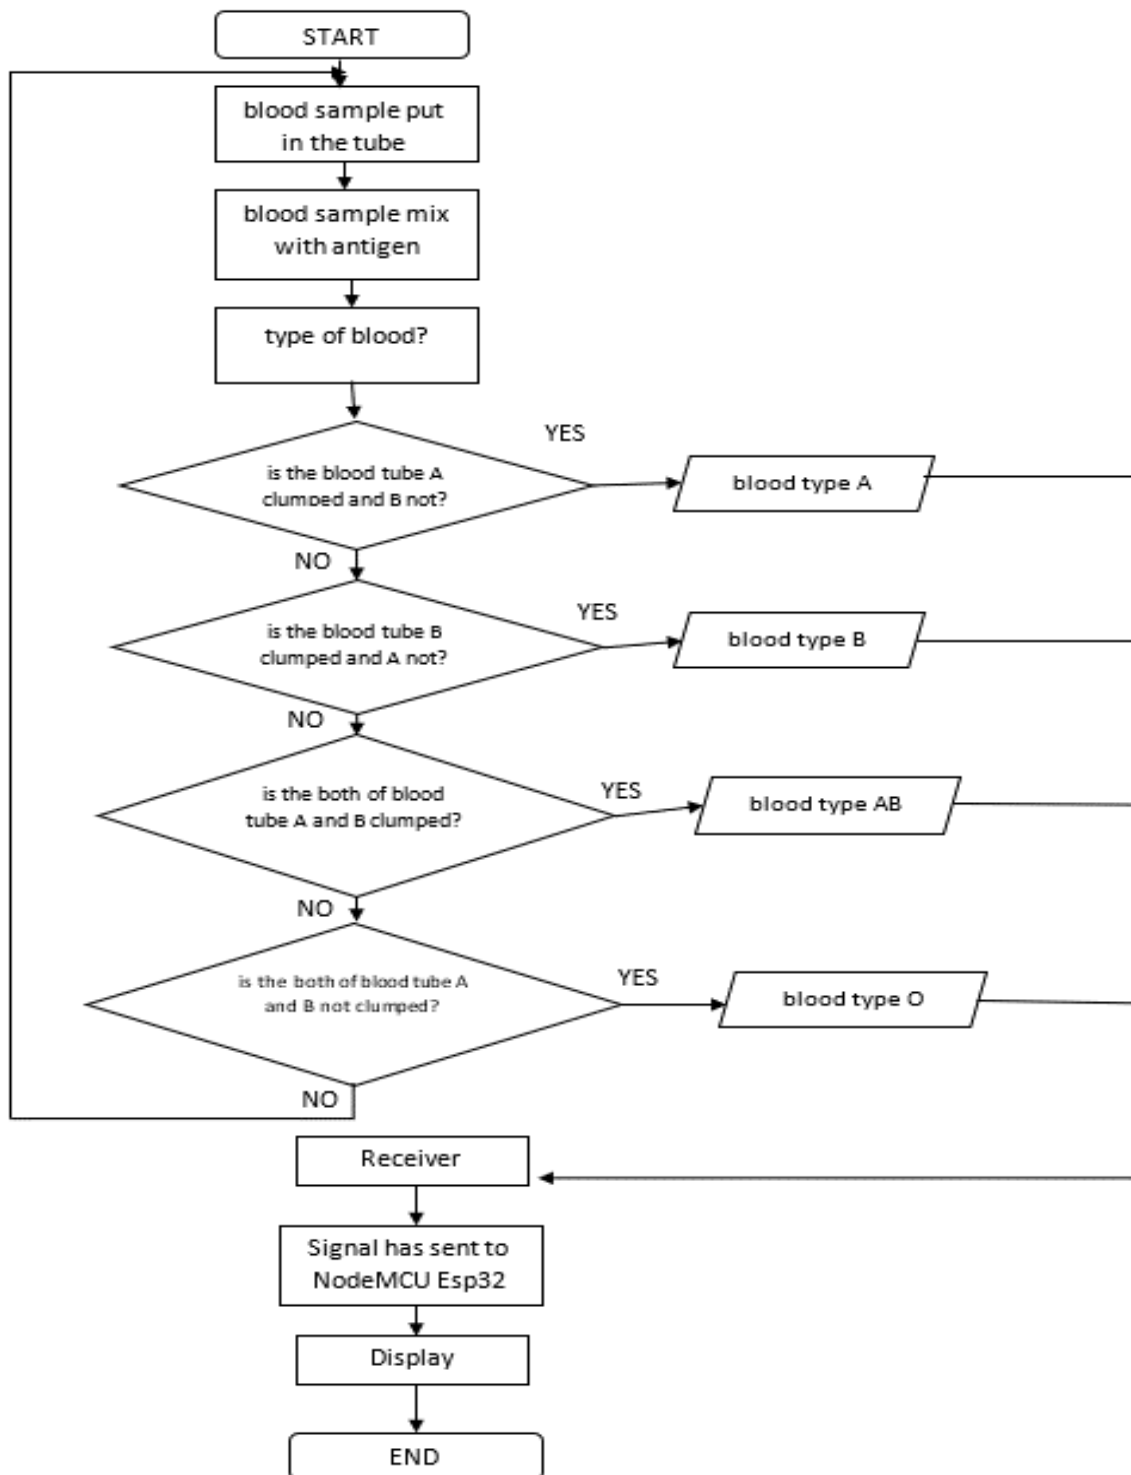 START
blood sample put
in the tube
blood sample mix
with antigen
type of blood?
YES
is the blood tube A
clumped and B not?
blood type A
NO
YES
is the blood tube B
clumped and A not?
blood type B
NO
YES
is the both of blood
tube A and B clumped?
blood type AB
NO
YES
is the both of blood tube A
and B not clumped?
blood type O
NO
Receiver
Signal has sent to
NodeMCU Esp32
Display
END